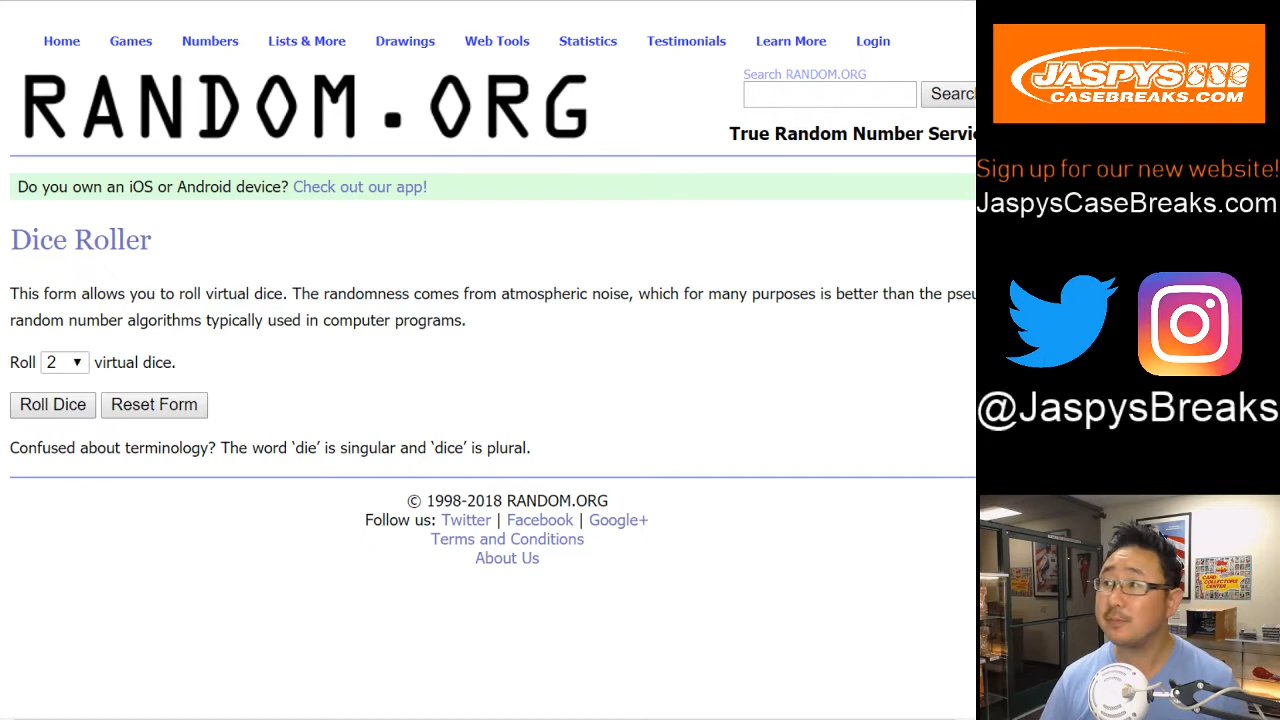 Home Games Numbers Lists & More Drawings Web Tools Statistics Testimonials Learn More Login
RANDOM.ORG
Search RANDOM.ORG
Search
True Random Number Servi
Do you own an iOS or Android device? Check out our app!
Dice Roller
This form allows you to roll virtual dice. The randomness comes from atmospheric noise, which for many purposes is better than the pseu
random number algorithms typically used in computer programs.
Roll 2 virtual dice.
Roll Dice Reset Form
Confused about terminology? The word ‘die’ is singular and ‘dice’ is plural.
© 1998-2018 RANDOM.ORG
Follow us: Twitter | Facebook | Google+
Terms and Conditions
About Us
JASPYS
CASEBREAKS.COM
Sign up for our new website!
JaspysCaseBreaks.com
@JaspysBreaks
CARD
COLLECTORS
CENTER